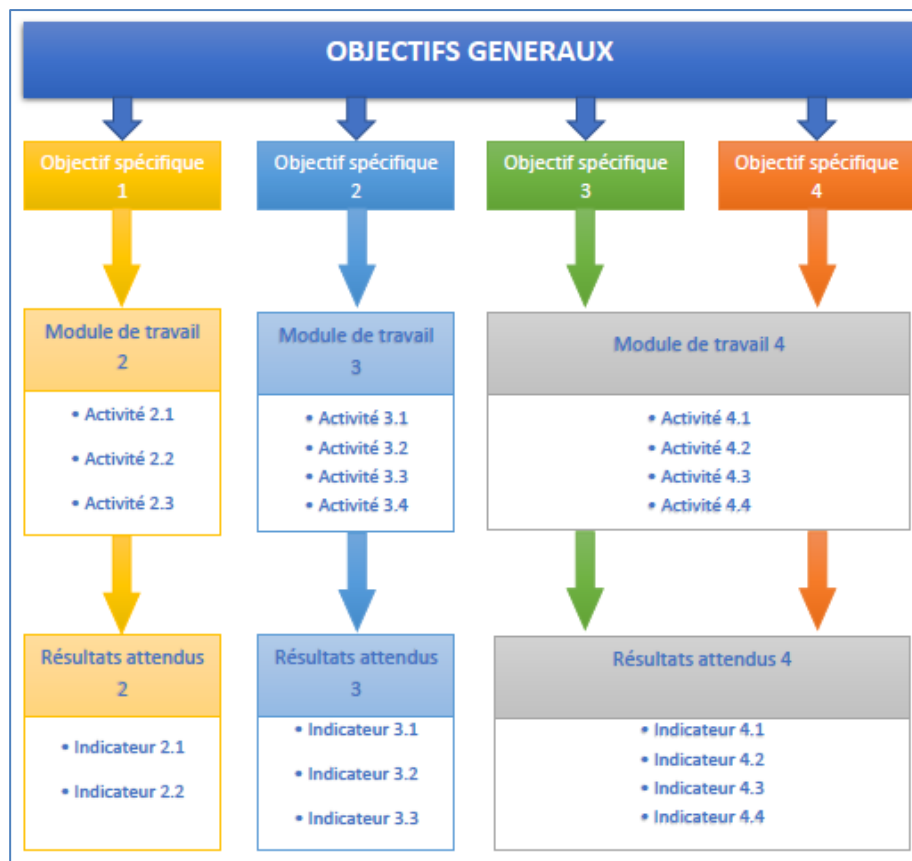 OBJECTIFS GENERAUX
Objectif spécifique
1
Objectif spécifique
2
Objectif spécifique
3
Objectif spécifique
4
Module de travail
2
• Activité 2.1
• Activité 2.2
• Activité 2.3
Module de travail
3
• Activité 3.1
• Activité 3.2
• Activité 3.3
• Activité 3.4
Module de travail 4
• Activité 4.1
• Activité 4.2
• Activité 4.3
• Activité 4.4
Résultats attendus
2
• Indicateur 2.1
• Indicateur 2.2
Résultats attendus
3
• Indicateur 3.1
• Indicateur 3.2
• Indicateur 3.3
Résultats attendus 4
• Indicateur 4.1
• Indicateur 4.2
• Indicateur 4.3
• Indicateur 4.4